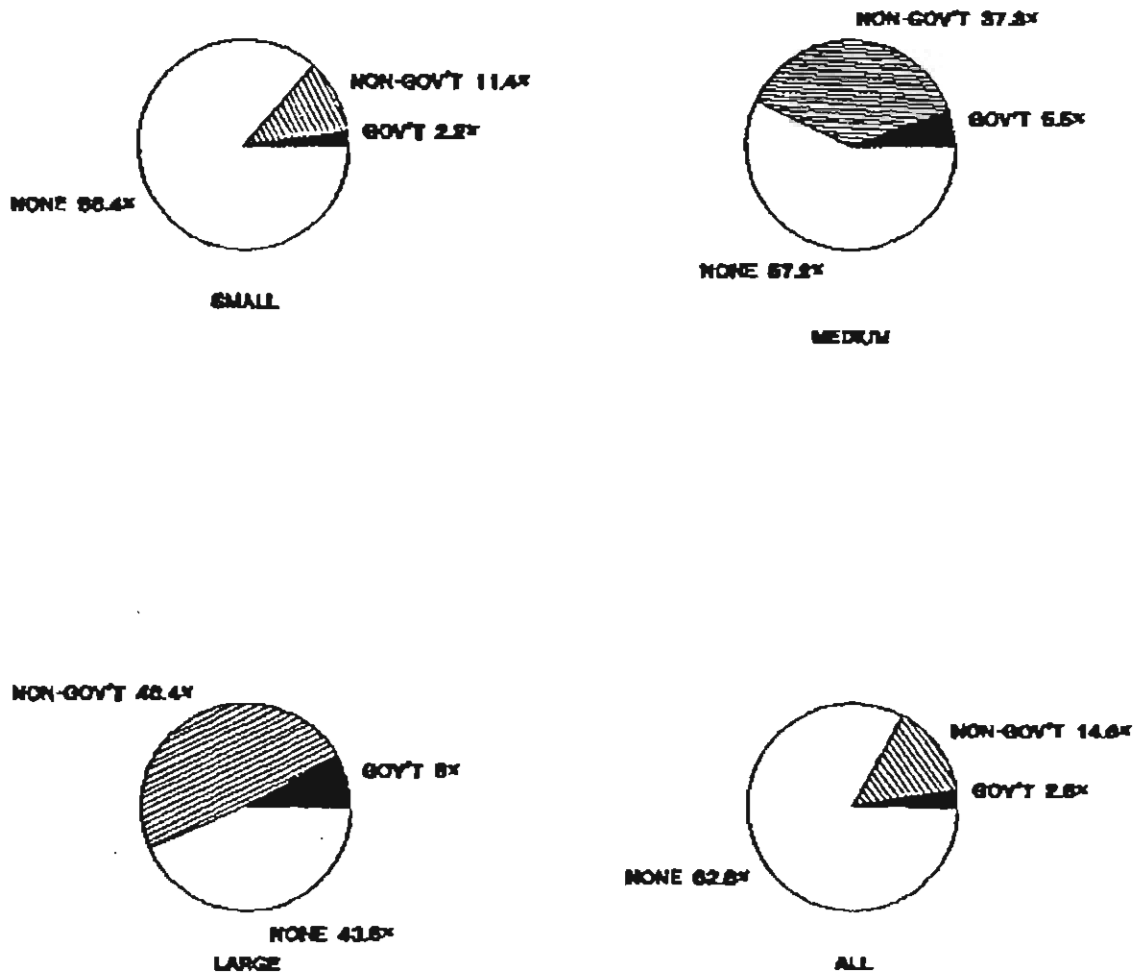 NON-GOV'T 11.4%
GOV'T 2.2%
NONE 86.4%
SMALL
NON-GOV'T 37.3%
GOV'T 5.5%
NONE 57.2%
MEDIUM
NON-GOV'T 48.4%
GOV'T 8%
NONE 43.6%
LARGE
NON-GOV'T 14.6%
GOV'T 2.6%
NONE 82.8%
ALL